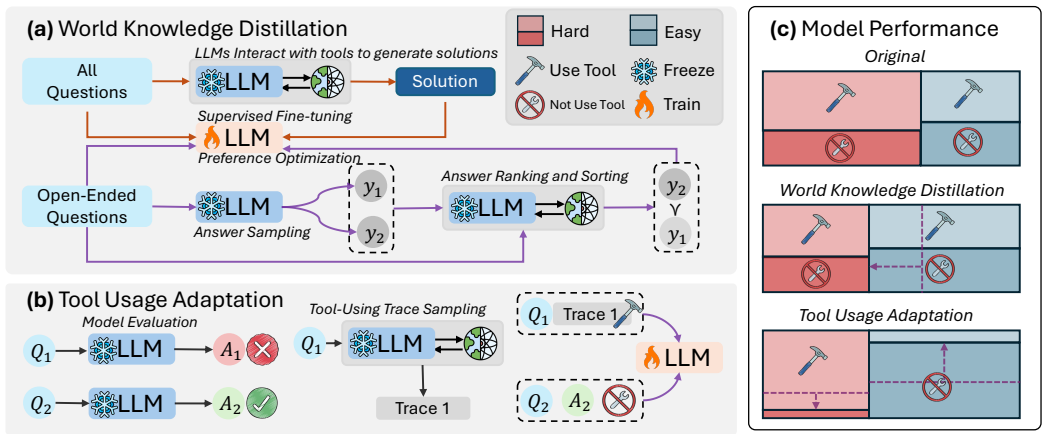 (a) World Knowledge Distillation
LLMs Interact with tools to generate solutions
All
Questions
LLM
Solution
Supervised Fine-tuning
LLM
Preference Optimization
Open-Ended
Questions
LLM
Answer Sampling
y1
y2
Answer Ranking and Sorting
LLM
y2
≺
y1
Hard
Easy
Use Tool
Freeze
Not Use Tool
Train
(b) Tool Usage Adaptation
Model Evaluation
Q1
LLM
A1
Q2
LLM
A2
Tool-Using Trace Sampling
Q1
LLM
Trace 1
Q1 Trace 1
Q2 A2
LLM
(c) Model Performance
Original
World Knowledge Distillation
Tool Usage Adaptation